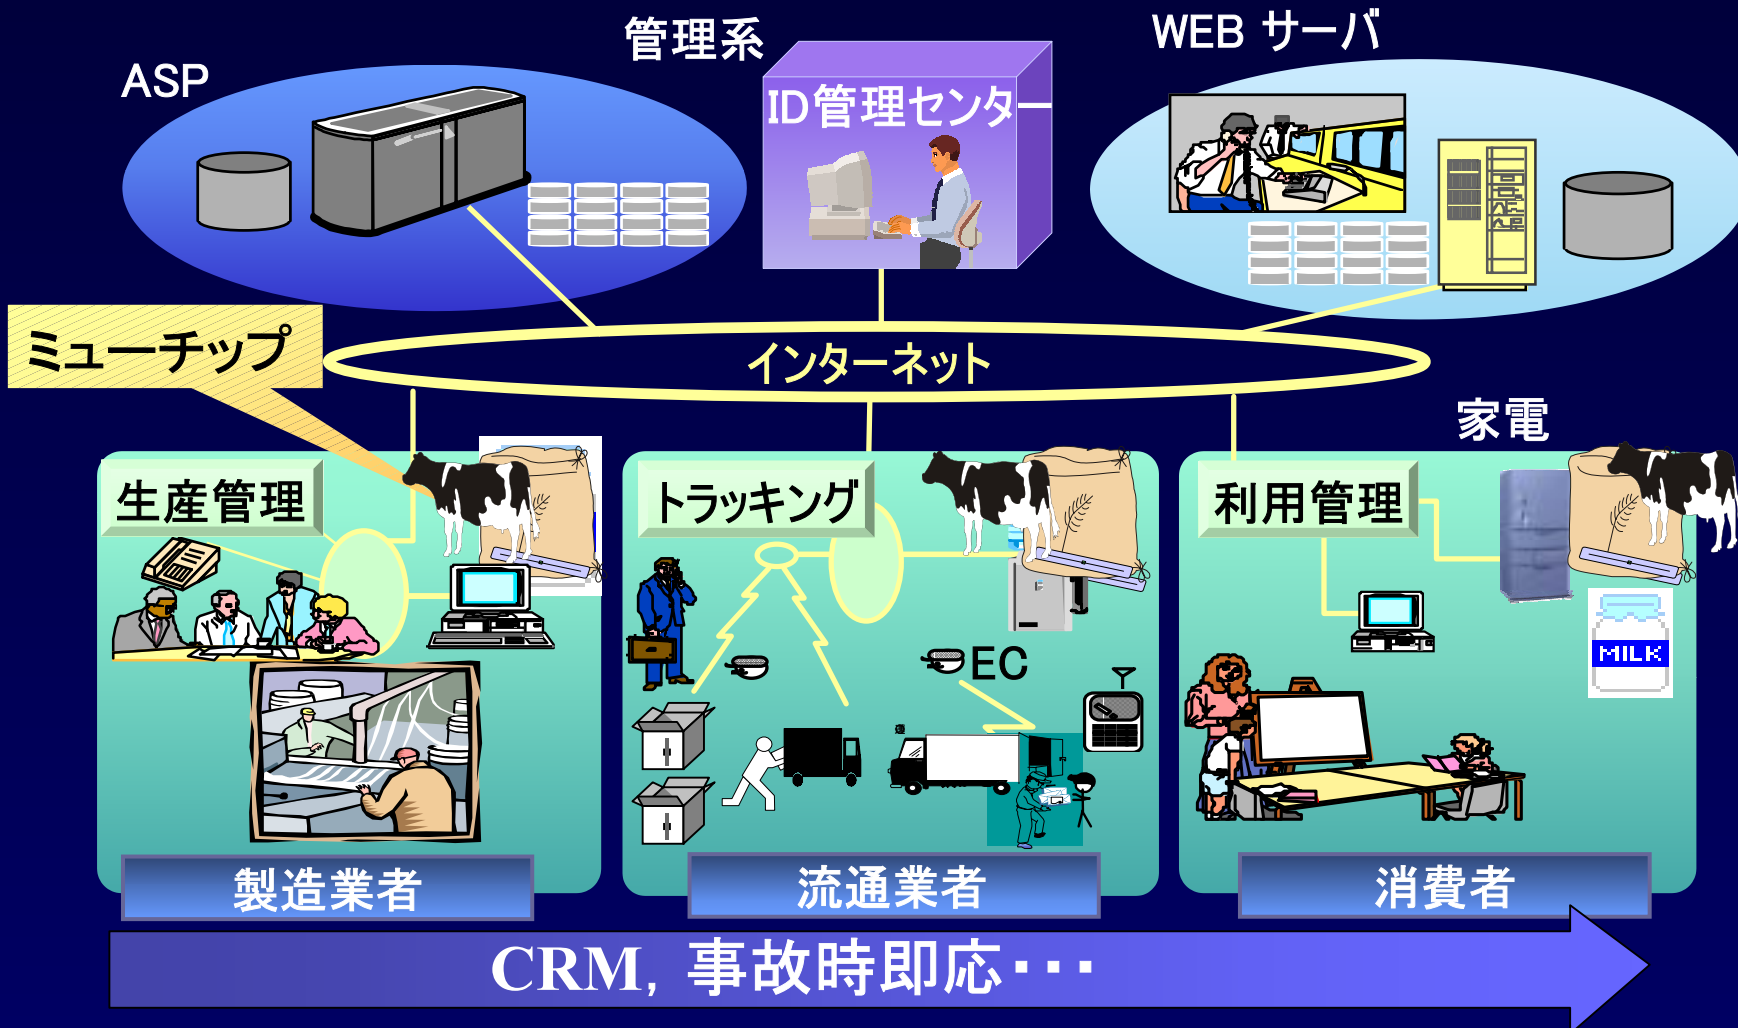 管理系
WEB サーバ
ASP
ID管理センター
ミューチップ
インターネット
家電
生産管理
トラッキング
利用管理
MILK
EC
製造業者
流通業者
消費者
CRM, 事故時即応･･･